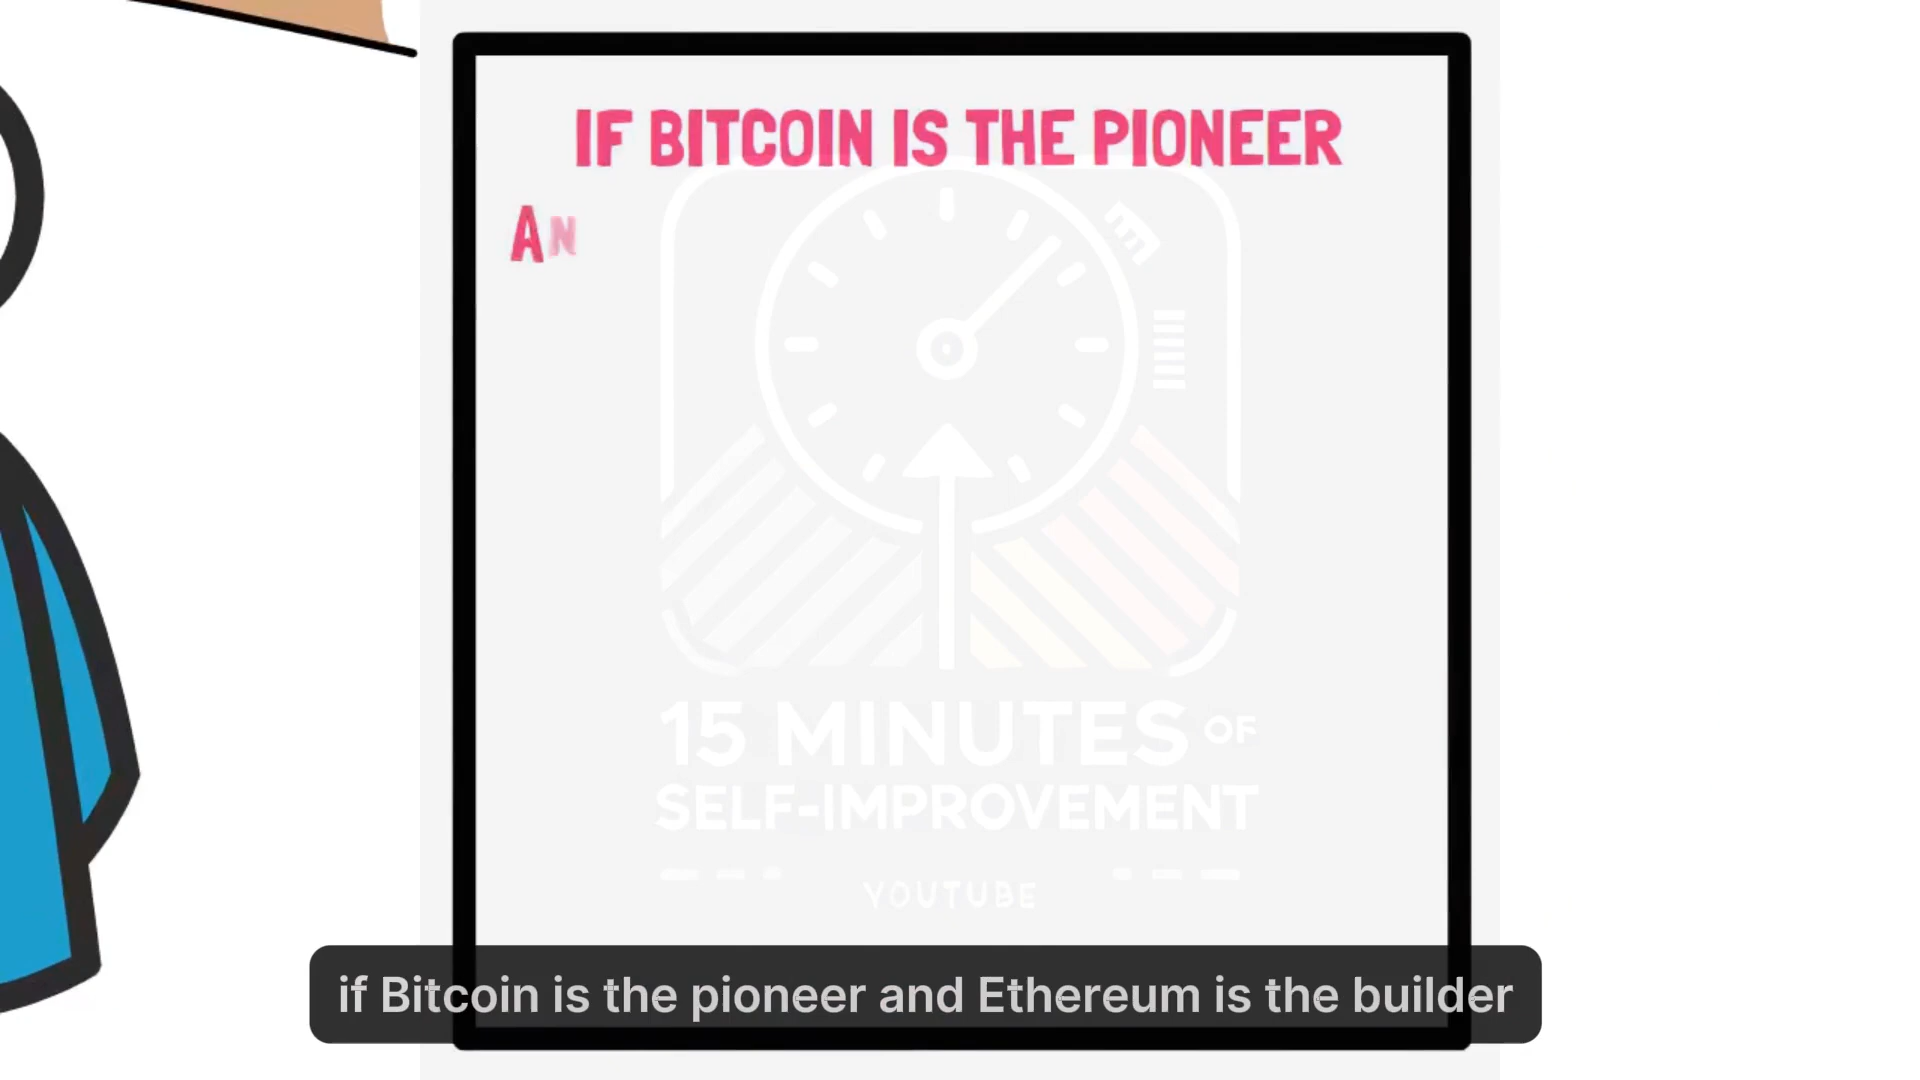 IF BITCOIN IS THE PIONEER
AN
15 MINUTES OF
SELF-IMPROVEMENT
YOUTUBE
if Bitcoin is the pioneer and Ethereum is the builder